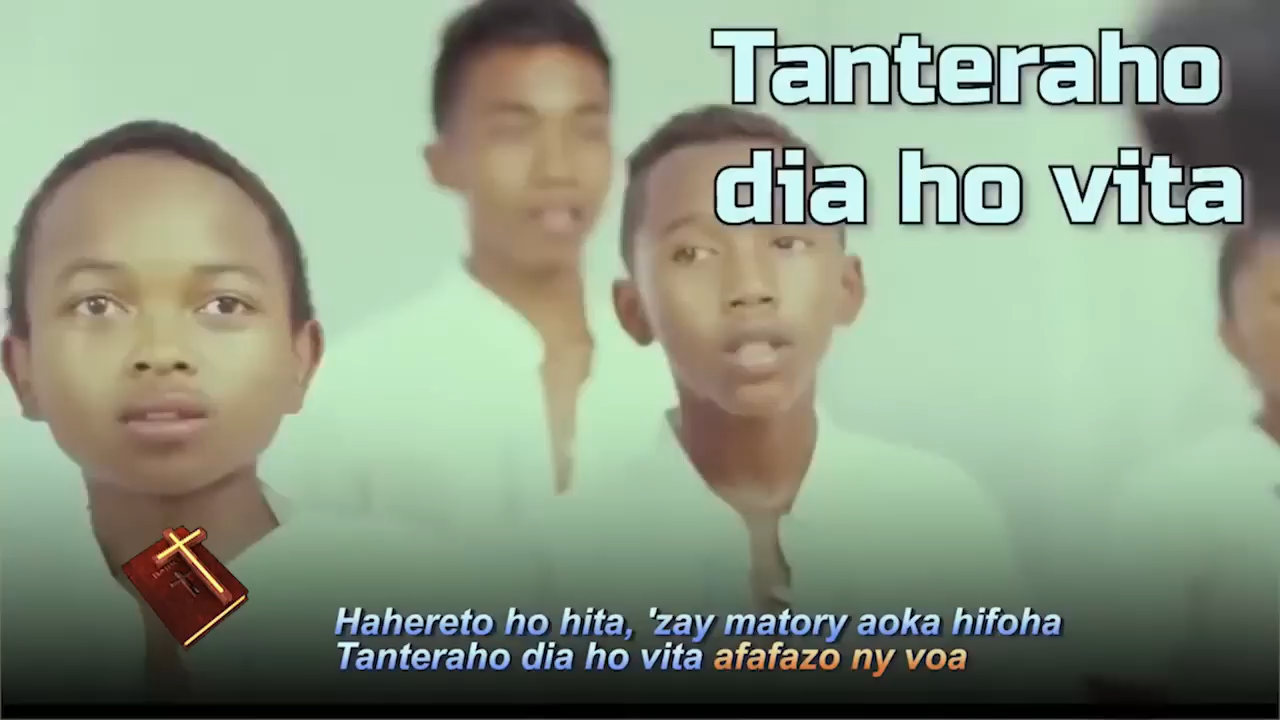 Tanteraho
dia ho vita
Hahereto ho hita, 'zay matory aoka hifoha
Tanteraho dia ho vita afafazo ny voa